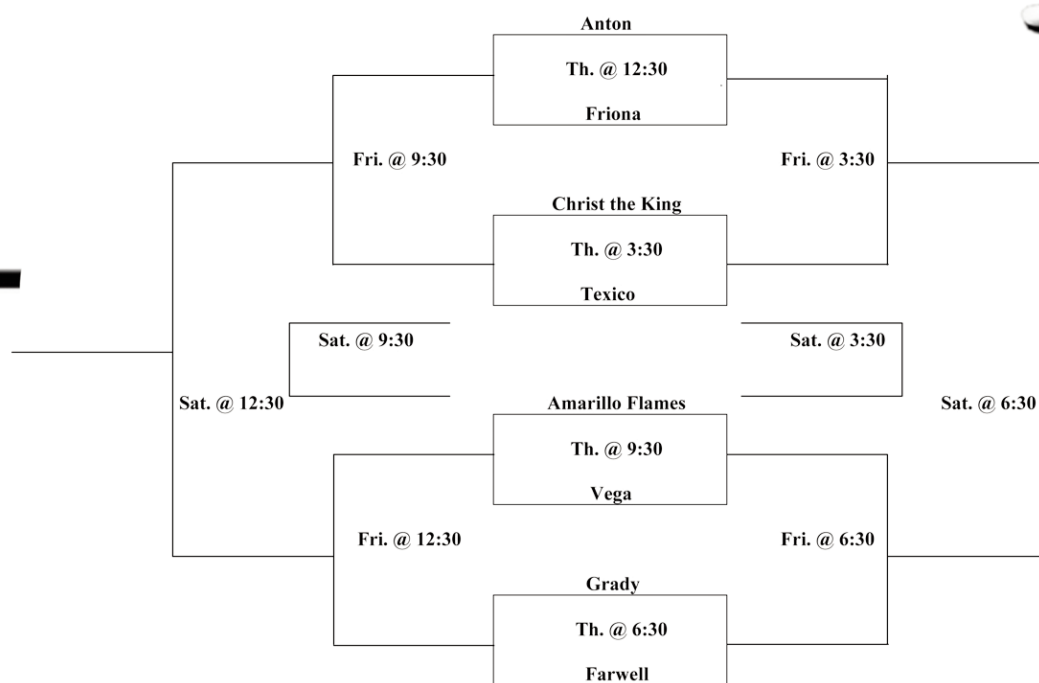 Anton
Th. @ 12:30
Friona
Fri. @ 9:30
Fri. @ 3:30
Christ the King
Th. @ 3:30
Texico
Sat. @ 9:30
Sat. @ 3:30
Sat. @ 12:30
Amarillo Flames
Sat. @ 6:30
Th. @ 9:30
Vega
Fri. @ 12:30
Fri. @ 6:30
Grady
Th. @ 6:30
Farwell